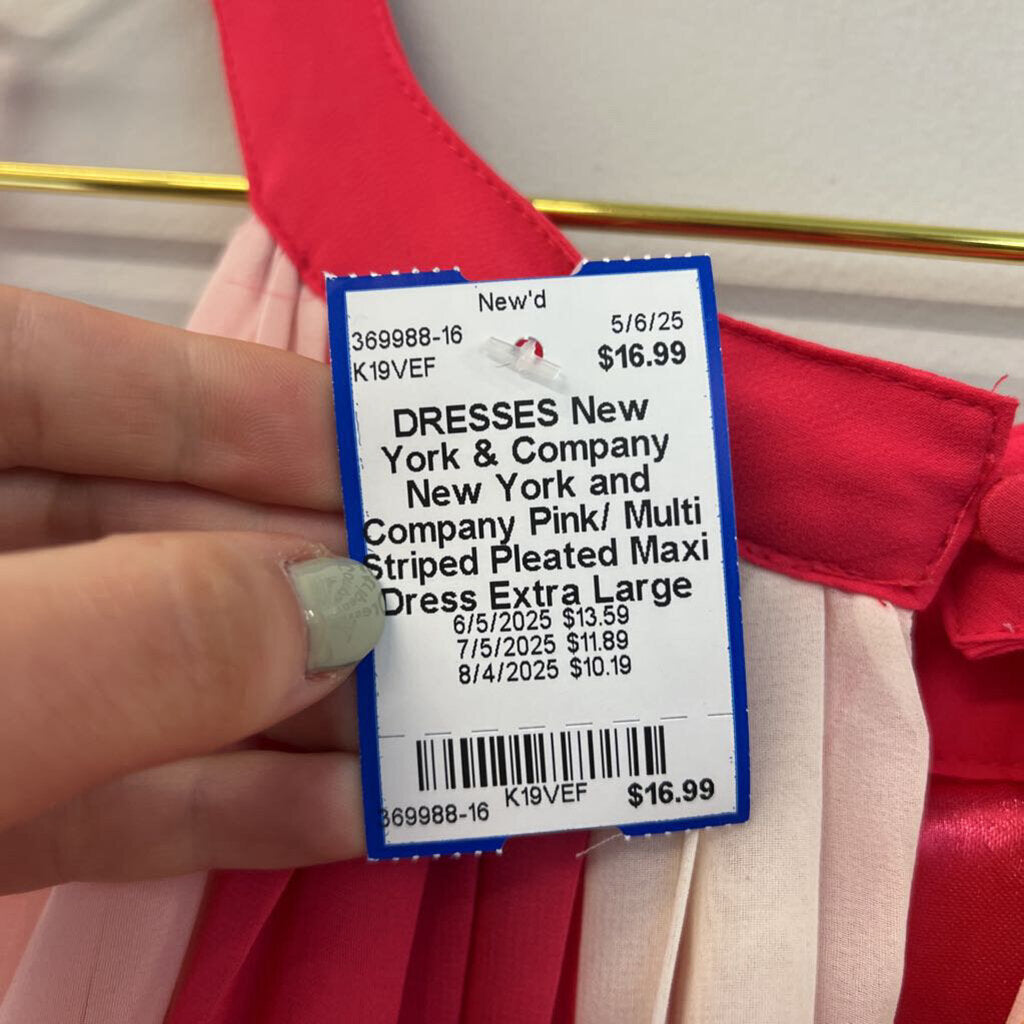 New'd
369988-16 5/6/25
K19VEF $16.99
DRESSES New
York & Company
New York and
Company Pink/ Multi
Striped Pleated Maxi
Dress Extra Large
6/5/2025 $13.59
7/5/2025 $11.89
8/4/2025 $10.19
369988-16 K19VEF $16.99